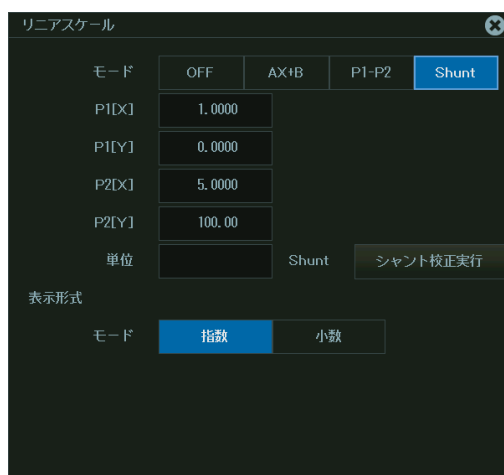 リニアスケール
モード OFF AX+B P1-P2 Shunt
P1[X] 1.0000
P1[Y] 0.0000
P2[X] 5.0000
P2[Y] 100.00
単位 Shunt シャント校正実行
表示形式
モード 指数 小数